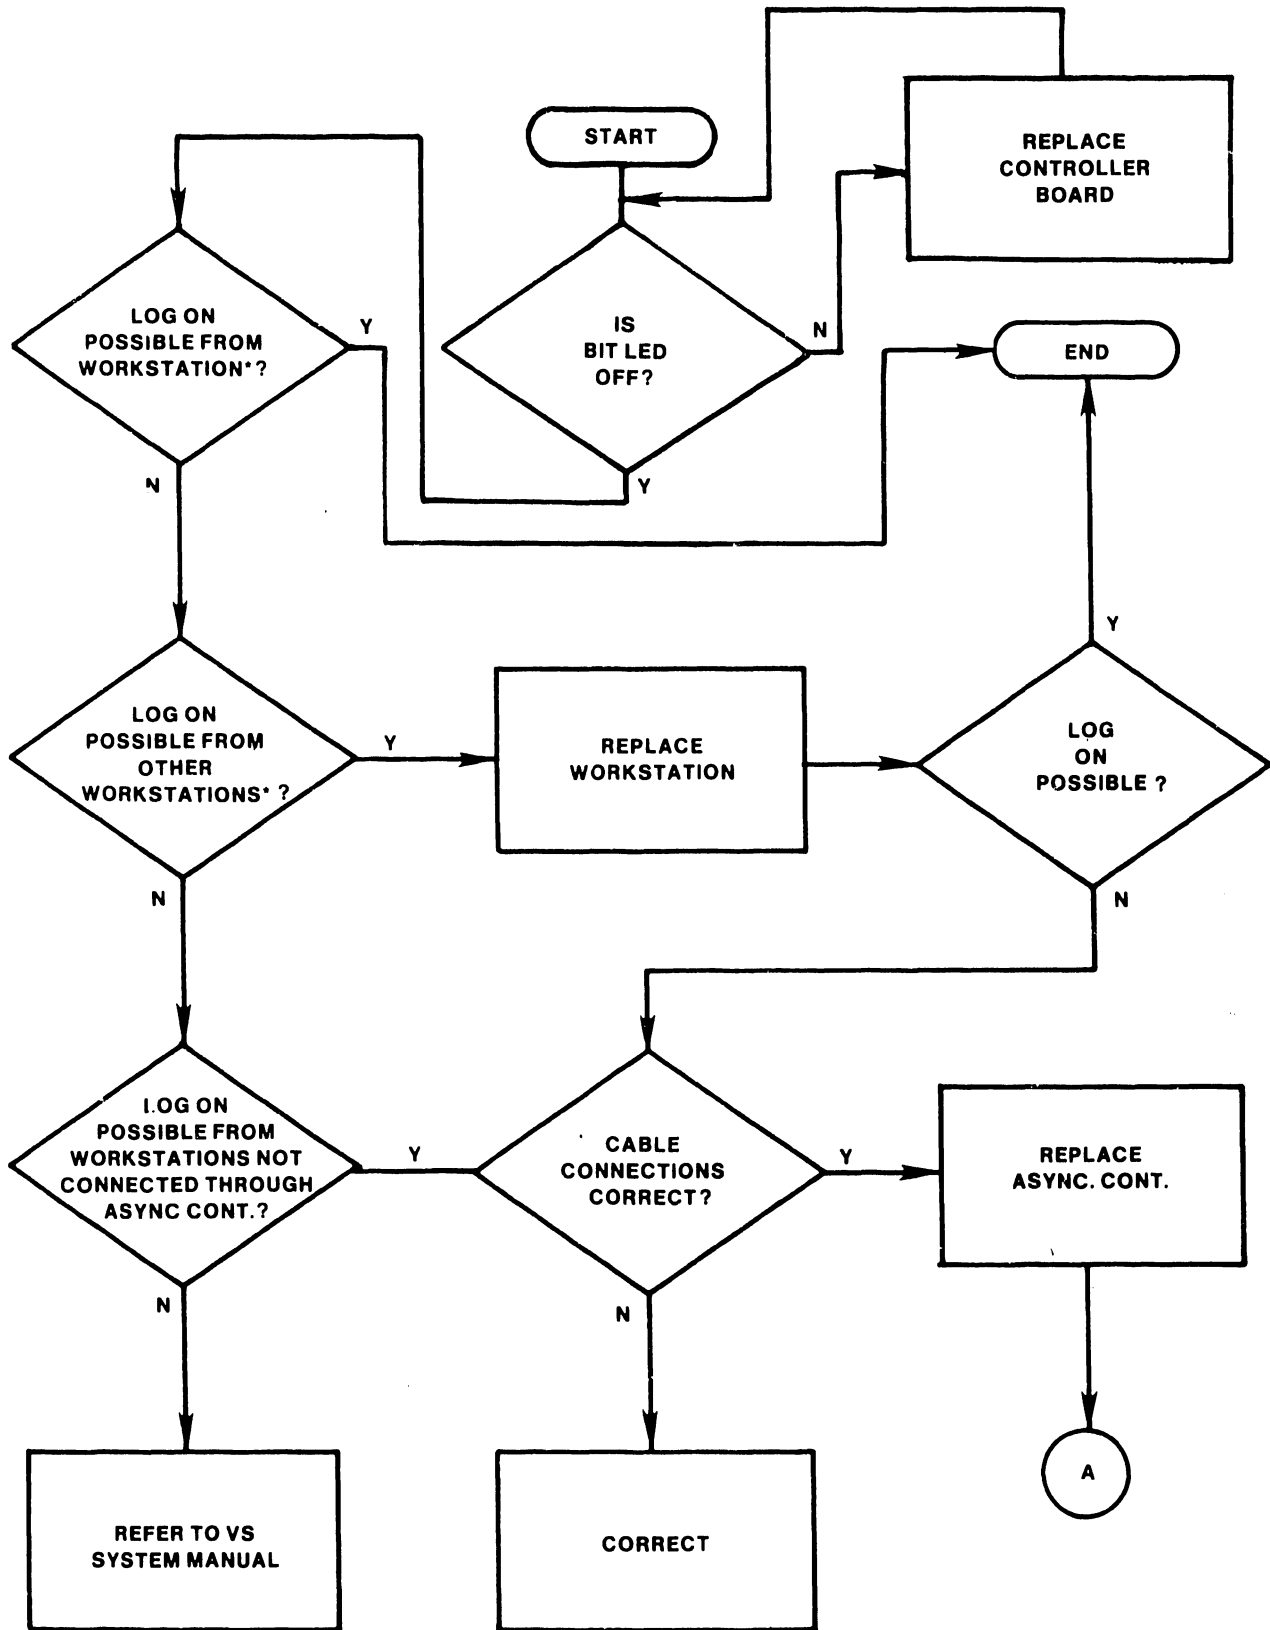 START
REPLACE
CONTROLLER
BOARD
LOG ON
POSSIBLE FROM
WORKSTATION*?
Y
IS
BIT LED
OFF?
N
END
N
Y
Y
LOG ON
POSSIBLE FROM
OTHER
WORKSTATIONS* ?
Y
REPLACE
WORKSTATION
LOG
ON
POSSIBLE ?
N
N
LOG ON
POSSIBLE FROM
WORKSTATIONS NOT
CONNECTED THROUGH
ASYNC CONT.?
Y
CABLE
CONNECTIONS
CORRECT?
Y
REPLACE
ASYNC. CONT.
N
N
A
REFER TO VS
SYSTEM MANUAL
CORRECT